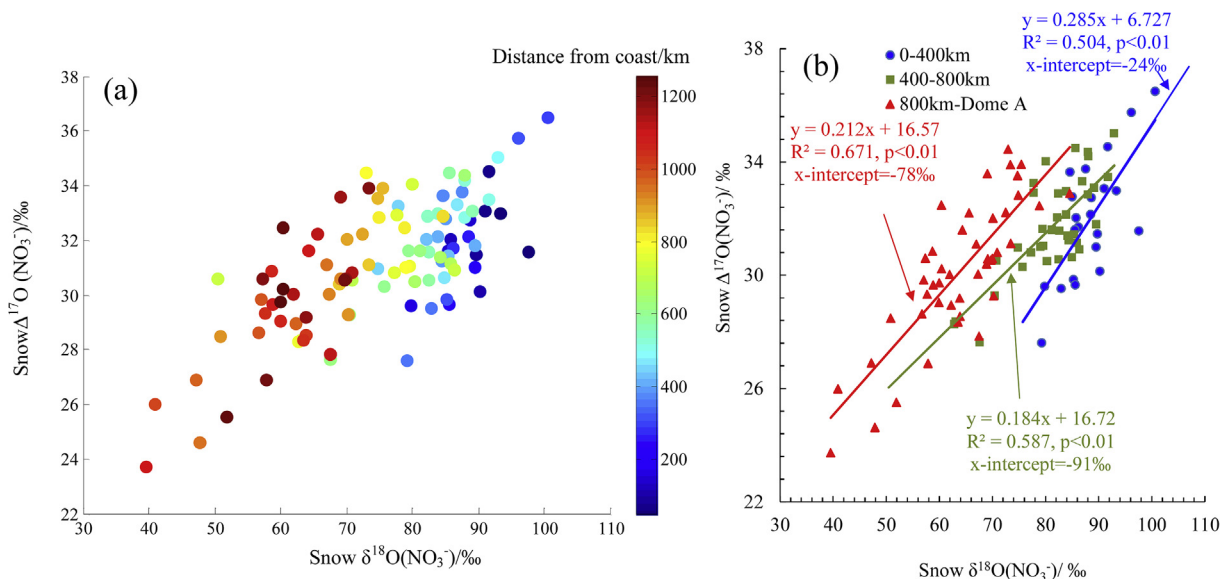 (a)
Distance from coast/km
38
36
34
32
30
28
26
24
22
30 40 50 60 70 80 90 100 110
Snow Δ¹⁷O (NO₃⁻)/‰
Snow δ¹⁸O(NO₃⁻)/‰
1200
1000
800
600
400
200
(b)
0-400km
400-800km
800km-Dome A
y = 0.285x + 6.727
R² = 0.504, p<0.01
x-intercept=-24‰
y = 0.212x + 16.57
R² = 0.671, p<0.01
x-intercept=-78‰
y = 0.184x + 16.72
R² = 0.587, p<0.01
x-intercept=-91‰
38
34
30
26
22
30 40 50 60 70 80 90 100 110
Snow Δ¹⁷O(NO₃⁻)/ ‰
Snow δ¹⁸O(NO₃⁻)/ ‰